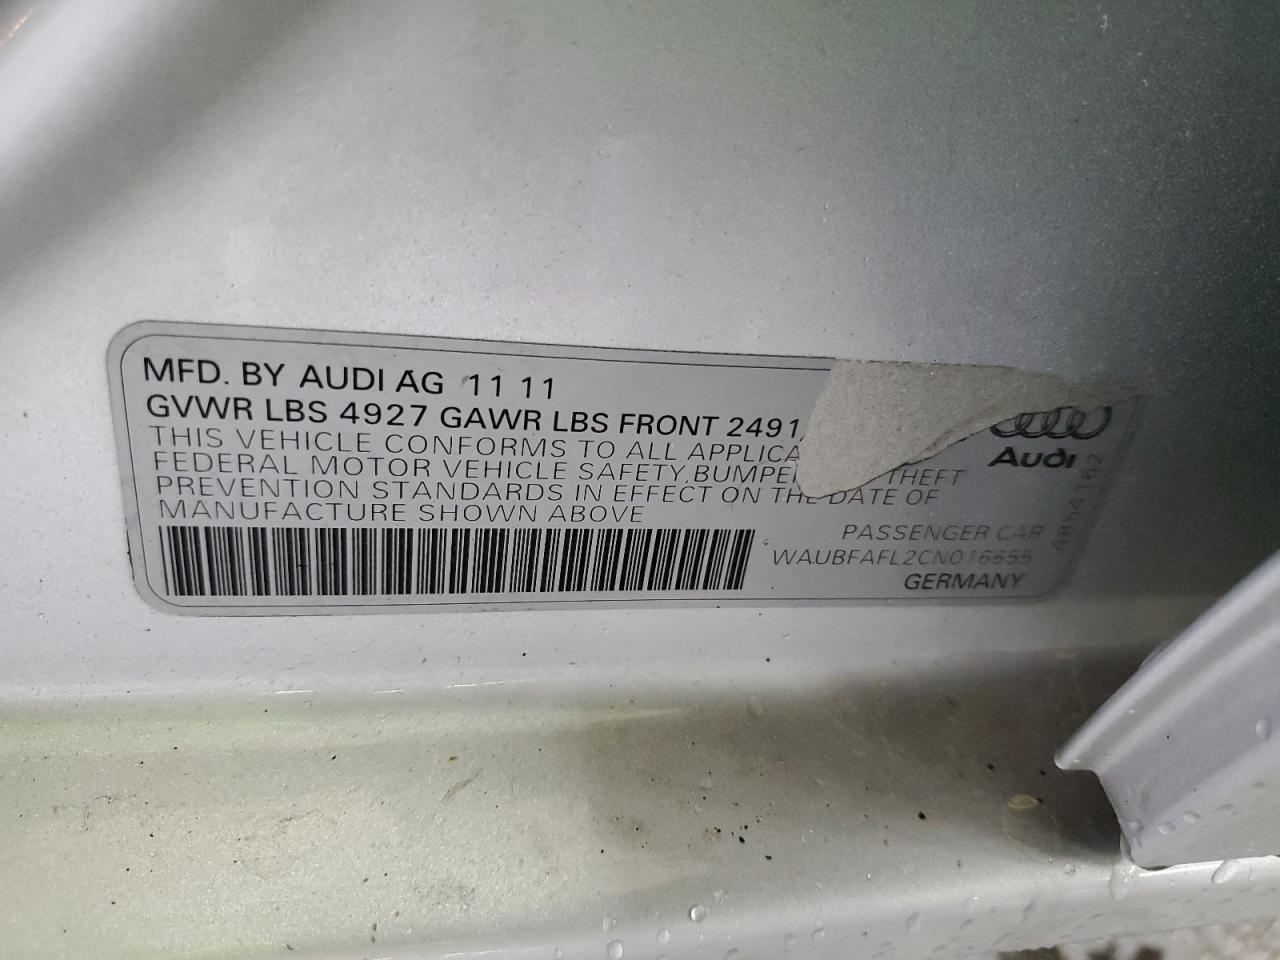 MFD. BY AUDI AG 11 11
GVWR LBS 4927 GAWR LBS FRONT 2491
THIS VEHICLE CONFORMS TO ALL
FEDERAL MOTOR VEHICLE SAFETY, THEFT
PREVENTION STANDARDS IN EFFECT ON THE DATE OF
MANUFACTURE SHOWN ABOVE
Audi
PASSENGER CAR
WAUBFAFL2CN016655
GERMANY